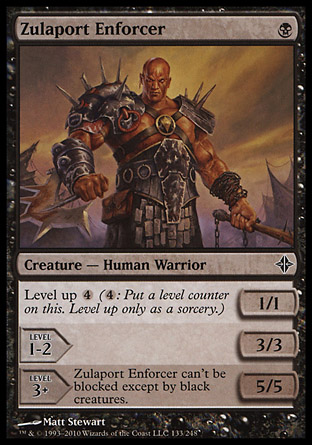 Zulaport Enforcer
Creature — Human Warrior
Level up 4 (4: Put a level counter
on this. Level up only as a sorcery.)
1/1
LEVEL
1-2
3/3
LEVEL
3+
Zulaport Enforcer can't be
blocked except by black
creatures.
5/5
Matt Stewart
™ & © 1993–2010 Wizards of the Coast LLC 133/248